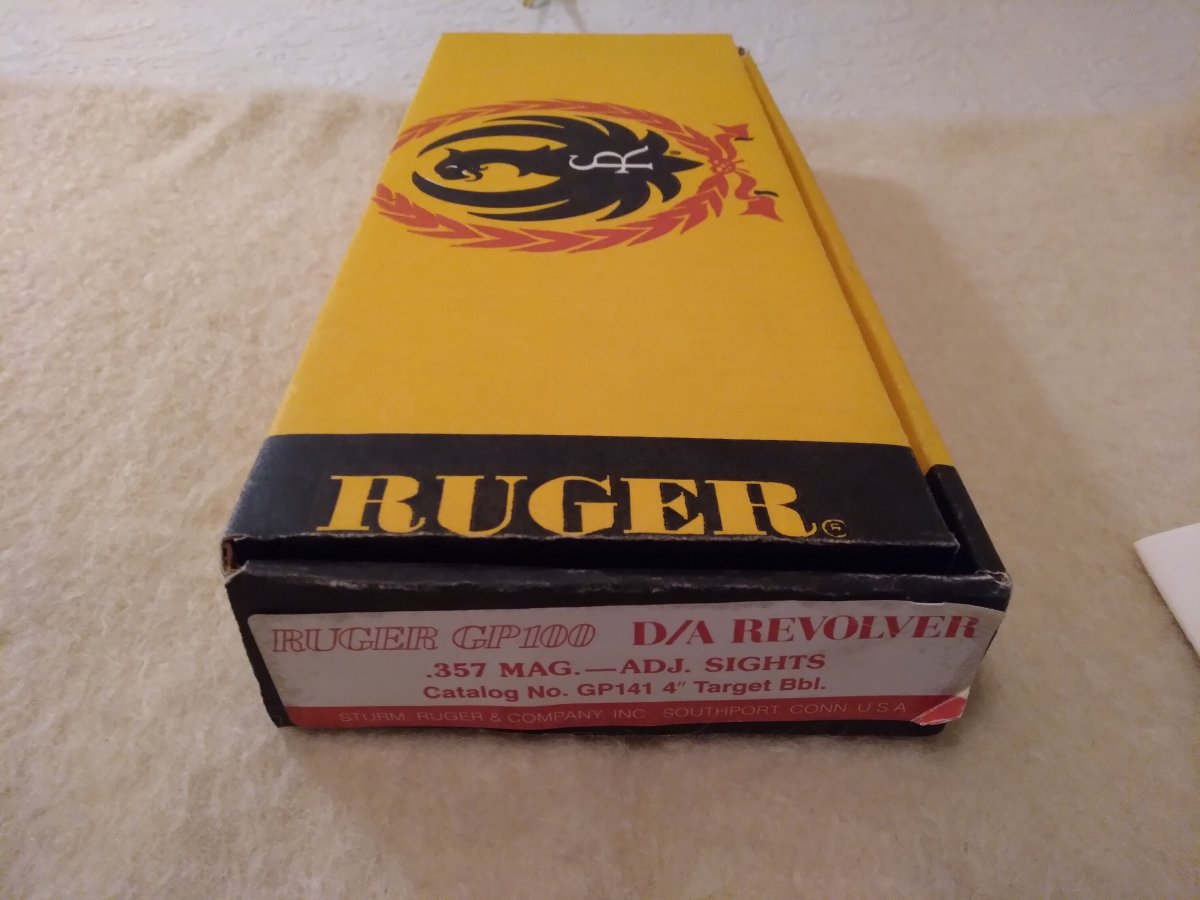 R
RUGER®
RUGER GP100 D/A REVOLVER
.357 MAG.—ADJ. SIGHTS
Catalog No. GP141 4" Target Bbl.
STURM, RUGER & COMPANY, INC., SOUTHPORT, CONN. U.S.A